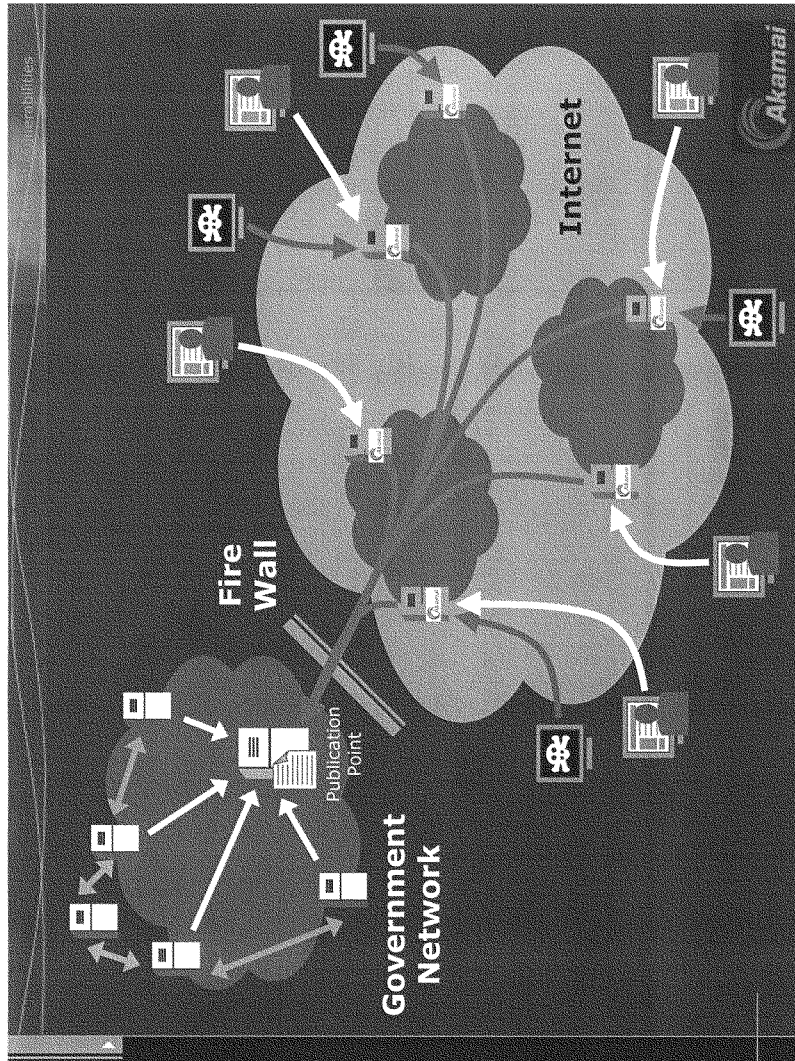 Government
Network
Publication
Point
Fire
Wall
Internet
Akamai